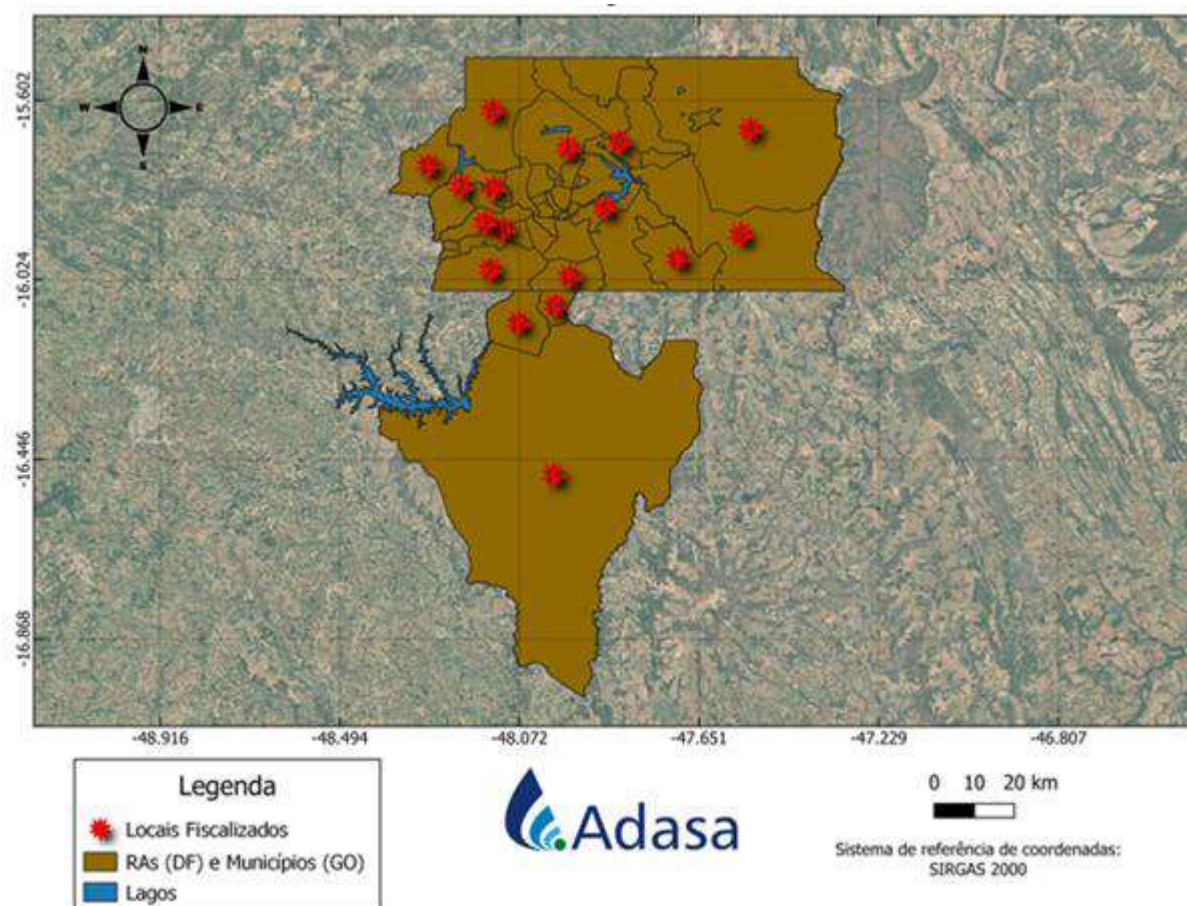 N
W E
S
-15.602
-16.024
-16.446
-16.868
-48.916 -48.494 -48.072 -47.651 -47.229 -46.807
Legenda
Locais Fiscalizados
RAs (DF) e Municípios (GO)
Lagos
Adasa
0 10 20 km
Sistema de referência de coordenadas:
SIRGAS 2000